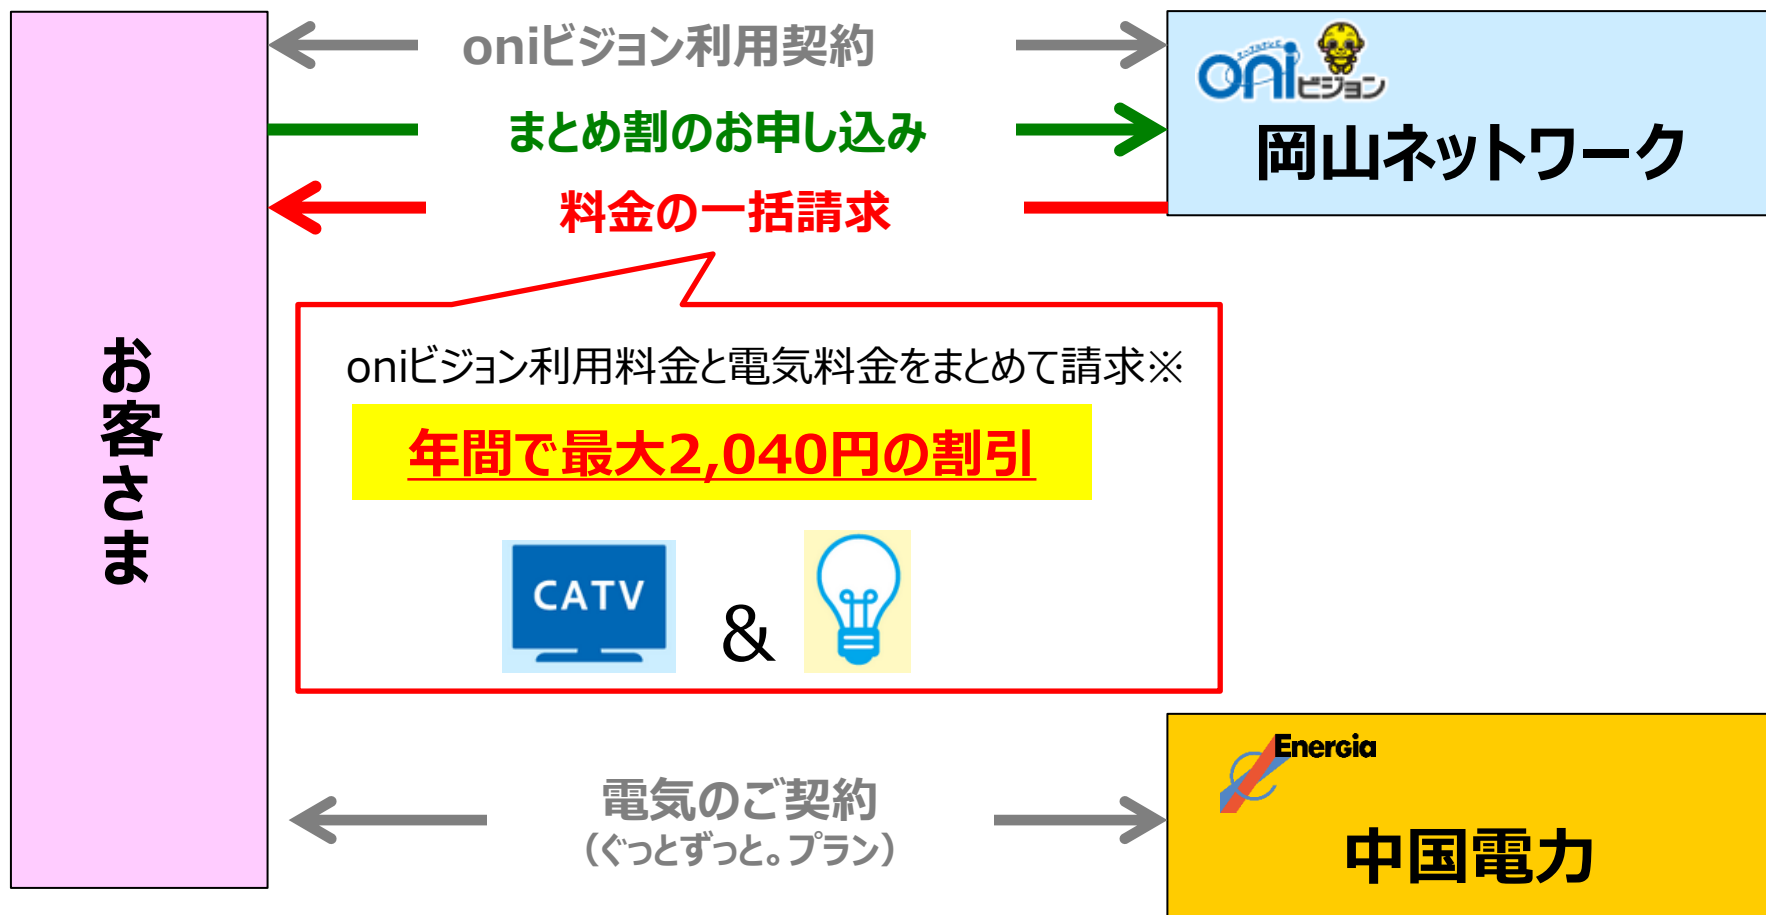 oniビジョン利用契約
まとめ割のお申し込み
料金の一括請求
oniビジョン
岡山ネットワーク
お客さま
oniビジョン利用料金と電気料金をまとめて請求※
年間で最大2,040円の割引
CATV
&
電気のご契約
(ぐっとずっと。プラン)
Energia
中国電力